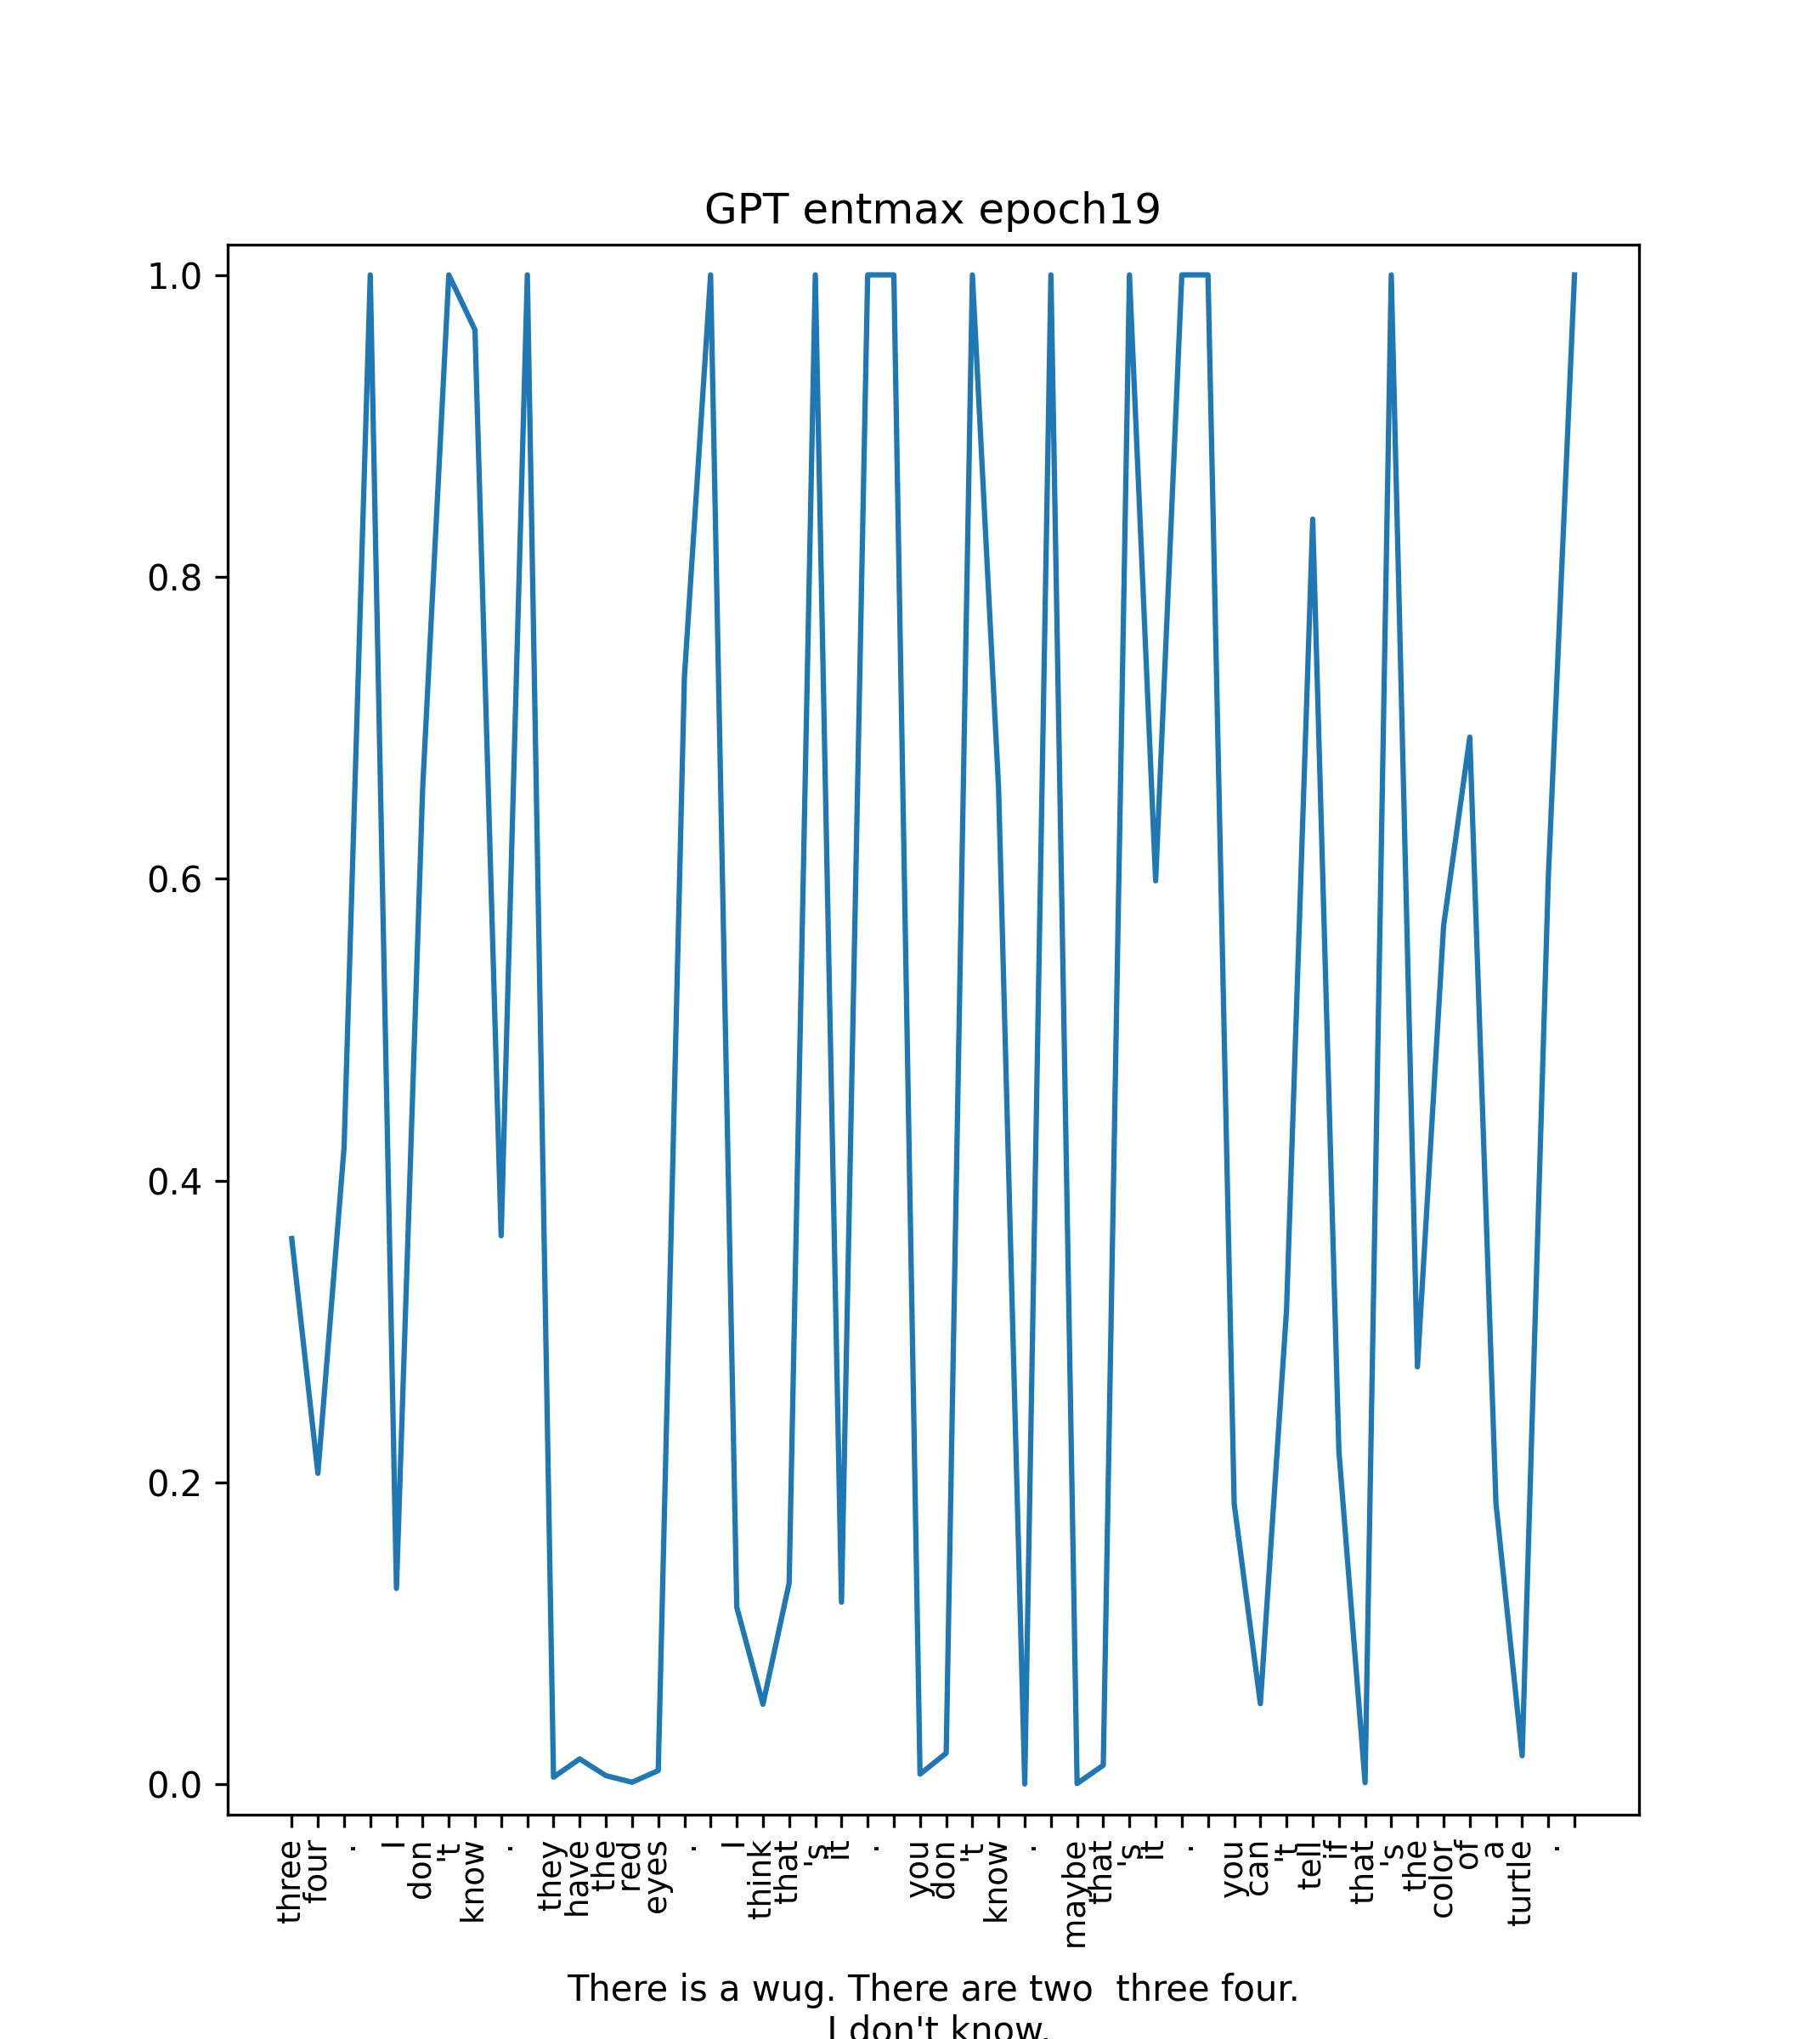 GPT entmax epoch19
1.0
0.8
0.6
0.4
0.2
0.0
three
four
.
I
don
't
know
.
they
have
the
red
eyes
.
I
think
that
's
it
.
you
don
't
know
.
maybe
that
's
it
.
you
can
't
tell
if
that
's
the
color
of
a
turtle
.
There is a wug. There are two  three four.
I don't know.